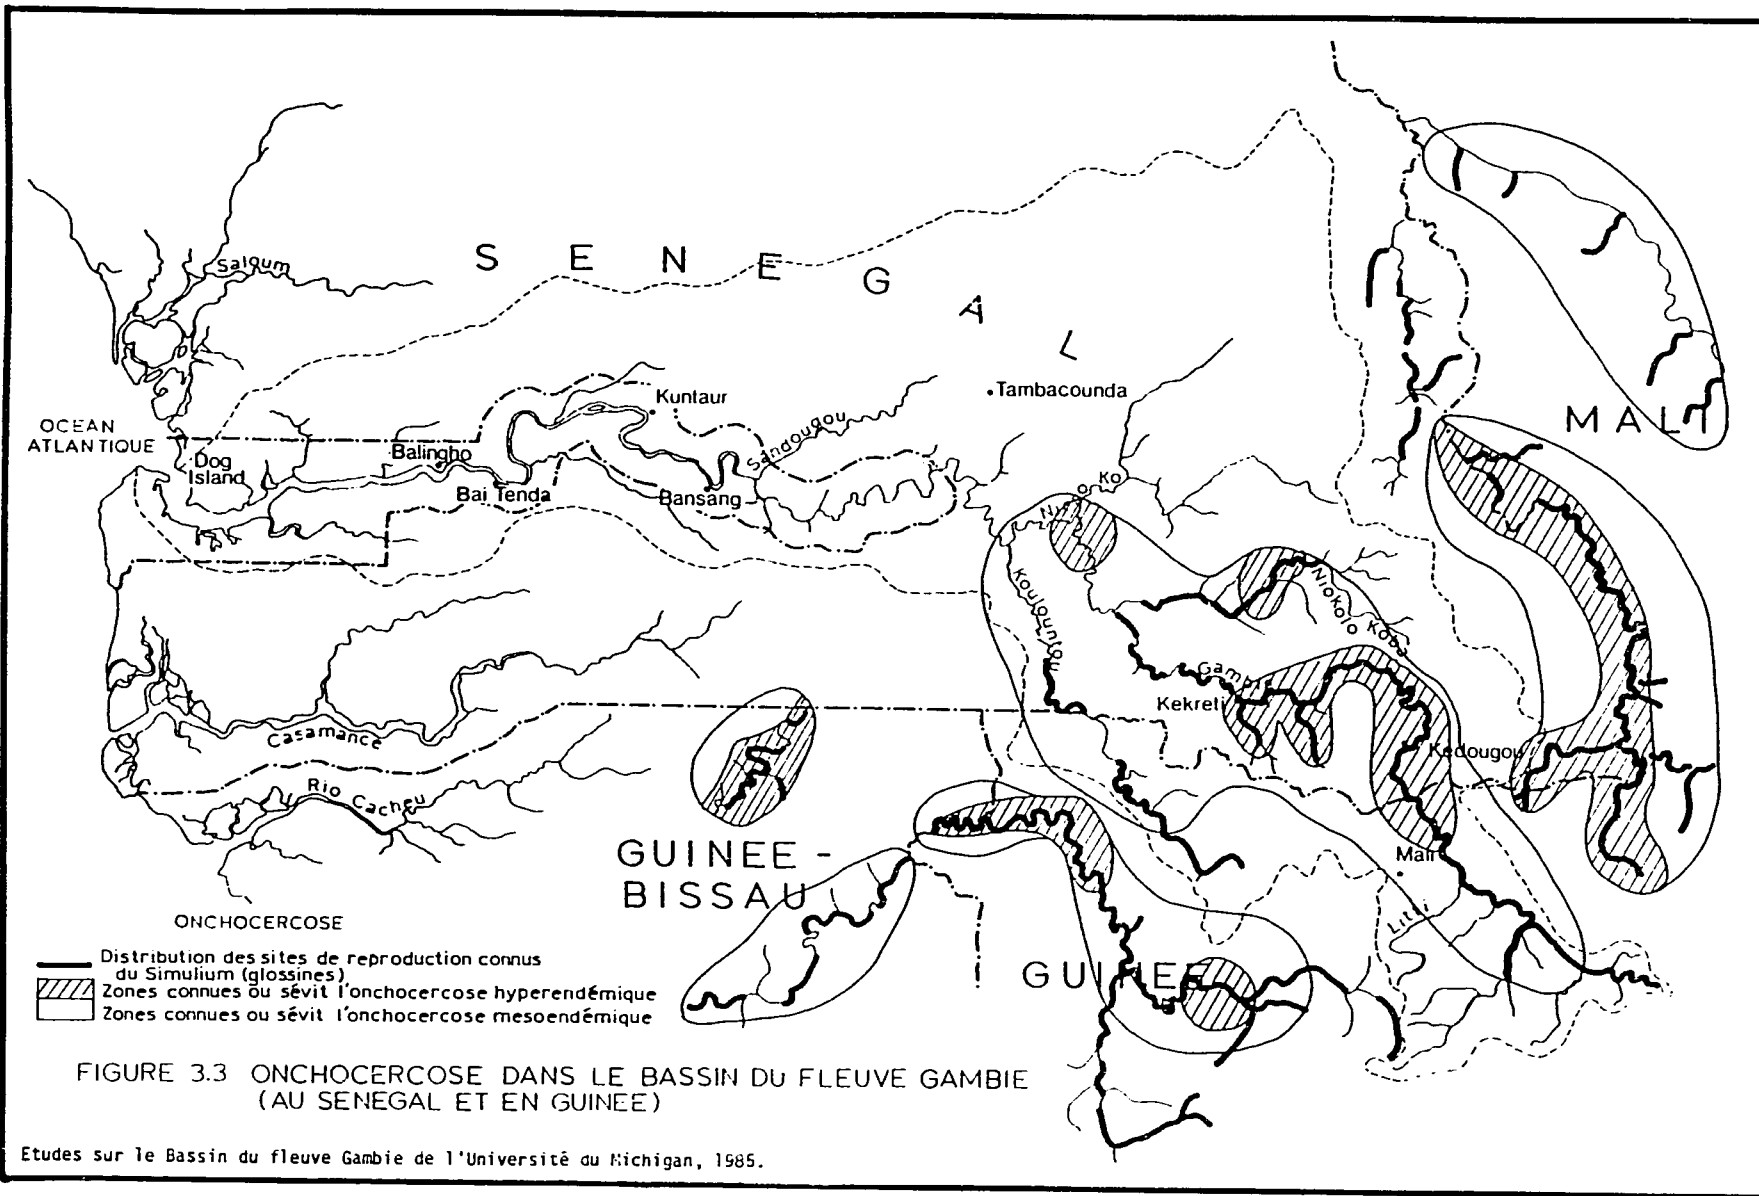 SENEGAL
Saloum
Kuntaur
Tambacounda
OCEAN
ATLANTIQUE
Dog
Island
Balingho
Bai Tenda
Bansang
Sandougou
MALI
Ko
Koulountou
Niokolo Koba
Gambi
Kekreti
Kedougou
Casamance
Rio Cacheu
GUINEE -
BISSAU
Mali
Litti
GUINEE
ONCHOCERCOSE
Distribution des sites de reproduction connus
du Simulium (glossines)
Zones connues ou sévit l'onchocercose hyperendémique
Zones connues ou sévit l'onchocercose mesoendémique
FIGURE 3.3 ONCHOCERCOSE DANS LE BASSIN DU FLEUVE GAMBIE
(AU SENEGAL ET EN GUINEE)
Etudes sur le Bassin du fleuve Gambie de l'Université du Michigan, 1985.